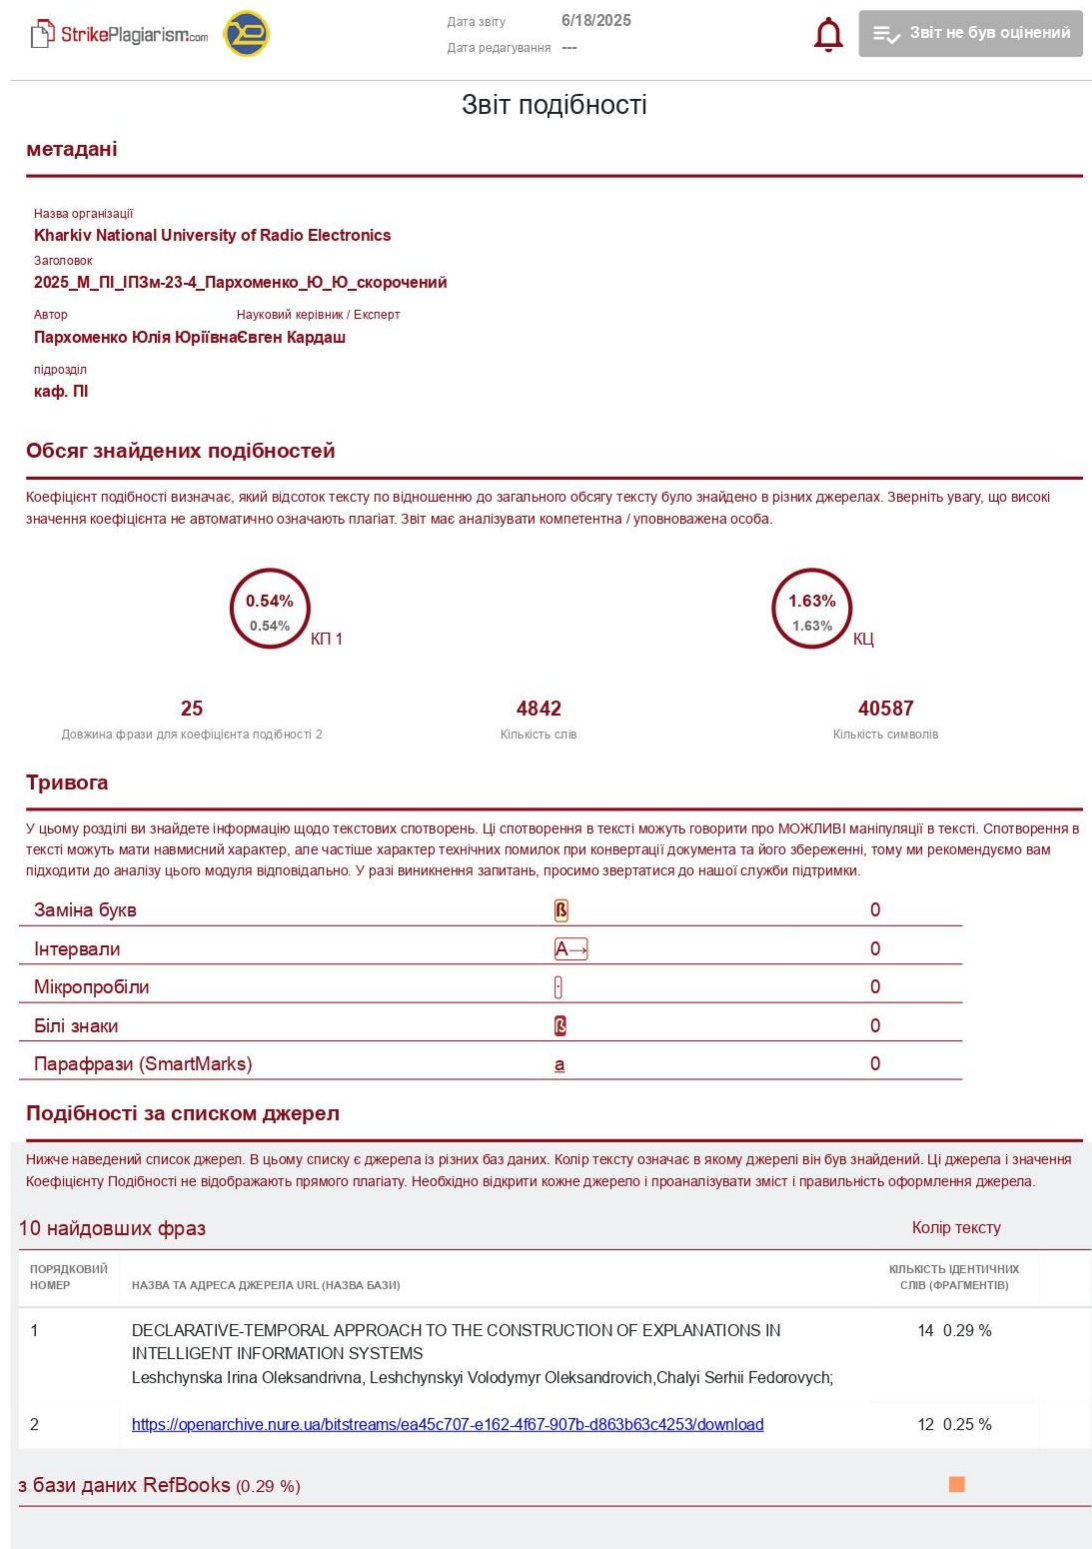 StrikePlagiarism.com
Дата звіту 6/18/2025
Дата редагування ---
Звіт не був оцінений
Звіт подібності
метадані
Назва організації
Kharkiv National University of Radio Electronics
Заголовок
2025_М_ПІ_ІПЗм-23-4_Пархоменко_Ю_Ю_скорочений
Автор Науковий керівник / Експерт
Пархоменко Юлія ЮріївнаЄвген Кардаш
підрозділ
каф. ПІ
Обсяг знайдених подібностей
Коефіцієнт подібності визначає, який відсоток тексту по відношенню до загального обсягу тексту було знайдено в різних джерелах. Зверніть увагу, що високі
значення коефіцієнта не автоматично означають плагіат. Звіт має аналізувати компетентна / уповноважена особа.
0.54%
0.54%
КП 1
1.63%
1.63%
КЦ
25 4842 40587
Довжина фрази для коефіцієнта подібності 2 Кількість слів Кількість символів
Тривога
У цьому розділі ви знайдете інформацію щодо текстових спотворень. Ці спотворення в тексті можуть говорити про МОЖЛИВІ маніпуляції в тексті. Спотворення в
тексті можуть мати навмисний характер, але частіше характер технічних помилок при конвертації документа та його збереженні, тому ми рекомендуємо вам
підходити до аналізу цього модуля відповідально. У разі виникнення запитань, просимо звертатися до нашої служби підтримки.
Заміна букв ß 0
Інтервали A→ 0
Мікропробіли · 0
Білі знаки ß 0
Парафрази (SmartMarks) a 0
Подібності за списком джерел
Нижче наведений список джерел. В цьому списку є джерела із різних баз даних. Колір тексту означає в якому джерелі він був знайдений. Ці джерела і значення
Коефіцієнту Подібності не відображають прямого плагіату. Необхідно відкрити кожне джерело і проаналізувати зміст і правильність оформлення джерела.
10 найдовших фраз Колір тексту
ПОРЯДКОВИЙ НОМЕР НАЗВА ТА АДРЕСА ДЖЕРЕЛА URL (НАЗВА БАЗИ) КІЛЬКІСТЬ ІДЕНТИЧНИХ СЛІВ (ФРАГМЕНТІВ)
1 DECLARATIVE-TEMPORAL APPROACH TO THE CONSTRUCTION OF EXPLANATIONS IN 14 0.29 %
INTELLIGENT INFORMATION SYSTEMS
Leshchynska Irina Oleksandrivna, Leshchynskyi Volodymyr Oleksandrovich,Chalyi Serhii Fedorovych;
2 https://openarchive.nure.ua/bitstreams/ea45c707-e162-4f67-907b-d863b63c4253/download 12 0.25 %
з бази даних RefBooks (0.29 %)